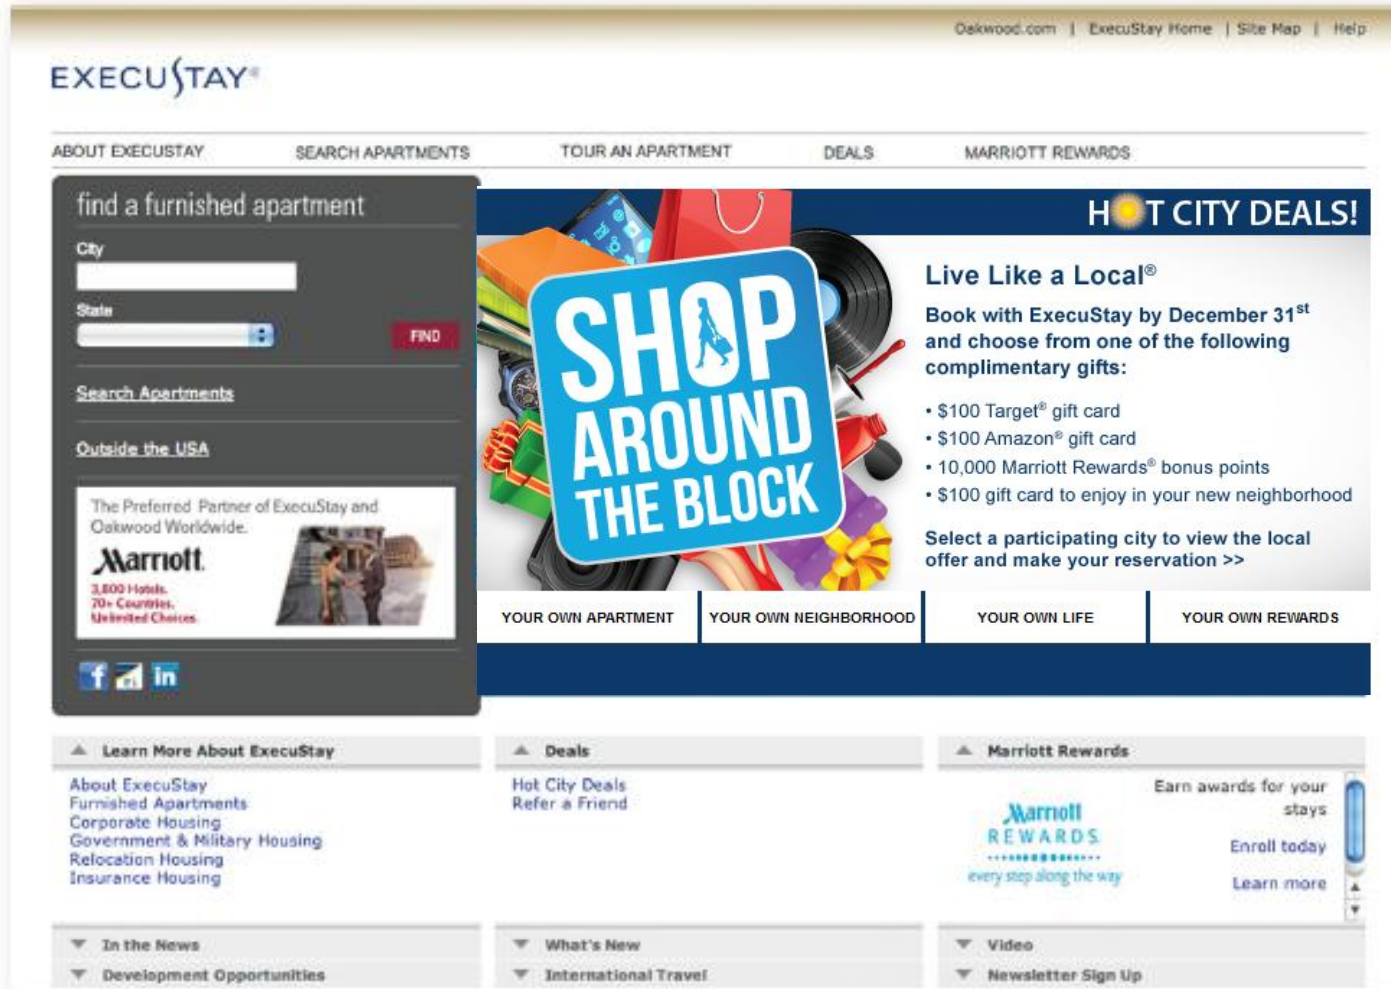 Oakwood.com | ExecuStay Home | Site Map | Help
EXECUSTAY®
ABOUT EXECUSTAY SEARCH APARTMENTS TOUR AN APARTMENT DEALS MARRIOTT REWARDS
find a furnished apartment
City
State
FIND
Search Apartments
Outside the USA
The Preferred Partner of ExecuStay and
Oakwood Worldwide.
Marriott.
3,800 Hotels.
70+ Countries.
Unlimited Choices.
f
in
SHOP
AROUND
THE BLOCK
HOT CITY DEALS!
Live Like a Local®
Book with ExecuStay by December 31st
and choose from one of the following
complimentary gifts:
• $100 Target® gift card
• $100 Amazon® gift card
• 10,000 Marriott Rewards® bonus points
• $100 gift card to enjoy in your new neighborhood
Select a participating city to view the local
offer and make your reservation >>
YOUR OWN APARTMENT YOUR OWN NEIGHBORHOOD YOUR OWN LIFE YOUR OWN REWARDS
Learn More About ExecuStay
About ExecuStay
Furnished Apartments
Corporate Housing
Government & Military Housing
Relocation Housing
Insurance Housing
Deals
Hot City Deals
Refer a Friend
Marriott Rewards
Marriott
REWARDS.
every step along the way
Earn awards for your
stays
Enroll today
Learn more
In the News
What's New
Video
Development Opportunities
International Travel
Newsletter Sign Up